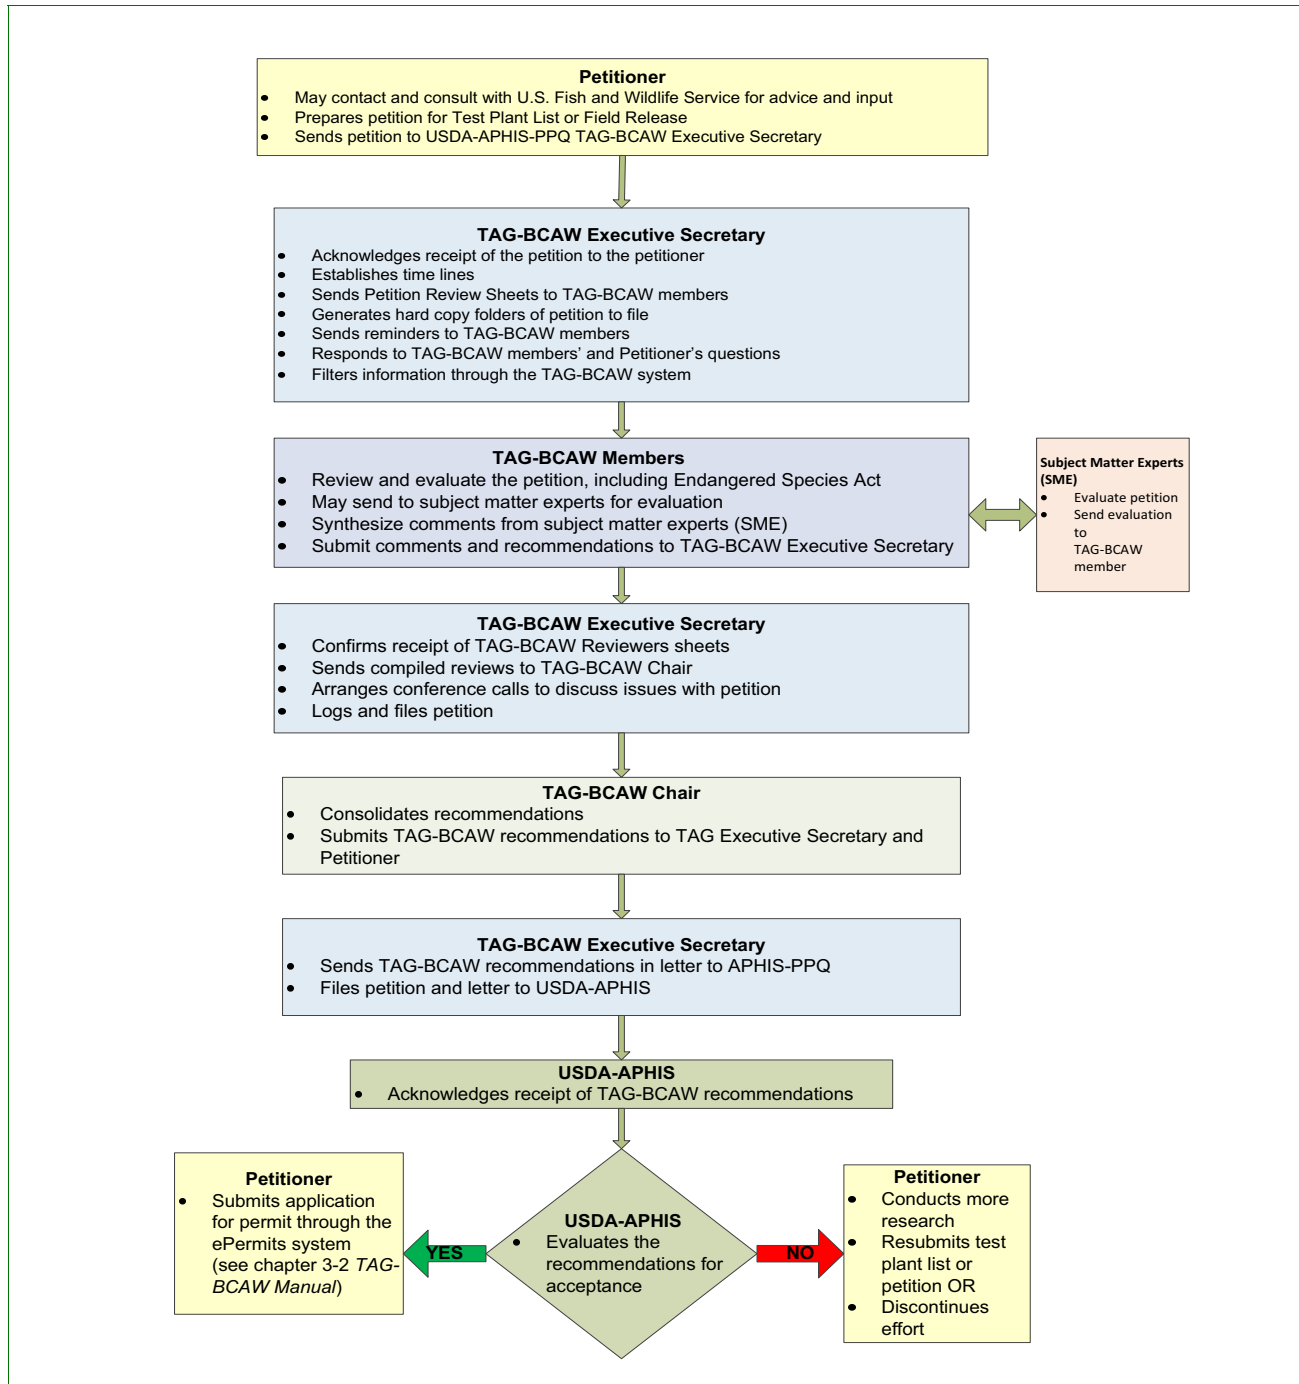 Petitioner
• May contact and consult with U.S. Fish and Wildlife Service for advice and input
• Prepares petition for Test Plant List or Field Release
• Sends petition to USDA-APHIS-PPQ TAG-BCAW Executive Secretary
TAG-BCAW Executive Secretary
• Acknowledges receipt of the petition to the petitioner
• Establishes time lines
• Sends Petition Review Sheets to TAG-BCAW members
• Generates hard copy folders of petition to file
• Sends reminders to TAG-BCAW members
• Responds to TAG-BCAW members’ and Petitioner’s questions
• Filters information through the TAG-BCAW system
TAG-BCAW Members
• Review and evaluate the petition, including Endangered Species Act
• May send to subject matter experts for evaluation
• Synthesize comments from subject matter experts (SME)
• Submit comments and recommendations to TAG-BCAW Executive Secretary
Subject Matter Experts
(SME)
• Evaluate petition
• Send evaluation
to
TAG-BCAW
member
TAG-BCAW Executive Secretary
• Confirms receipt of TAG-BCAW Reviewers sheets
• Sends compiled reviews to TAG-BCAW Chair
• Arranges conference calls to discuss issues with petition
• Logs and files petition
TAG-BCAW Chair
• Consolidates recommendations
• Submits TAG-BCAW recommendations to TAG Executive Secretary and
Petitioner
TAG-BCAW Executive Secretary
• Sends TAG-BCAW recommendations in letter to APHIS-PPQ
• Files petition and letter to USDA-APHIS
USDA-APHIS
• Acknowledges receipt of TAG-BCAW recommendations
Petitioner
• Submits application
for permit through the
ePermits system
(see chapter 3-2 TAG-
BCAW Manual)
YES
USDA-APHIS
• Evaluates the
recommendations for
acceptance
NO
Petitioner
• Conducts more
research
• Resubmits test
plant list or
petition OR
• Discontinues
effort